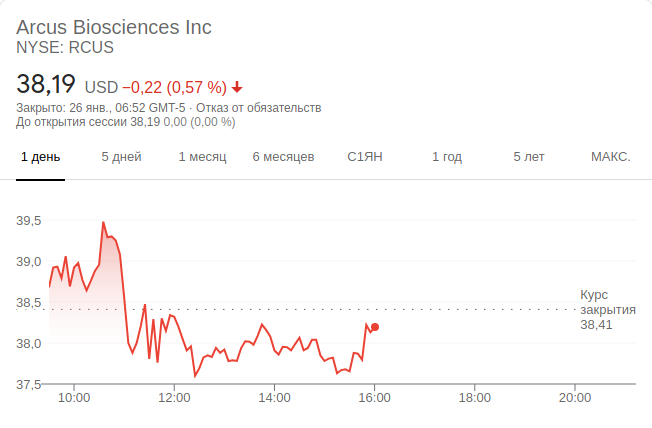 Arcus Biosciences Inc
NYSE: RCUS
38,19 USD −0,22 (0,57 %)
Закрыто: 26 янв., 06:52 GMT-5 · Отказ от обязательств
До открытия сессии 38,19 0,00 (0,00 %)
1 день 5 дней 1 месяц 6 месяцев С1ЯН 1 год 5 лет МАКС.
39,5
39,0
38,5
38,0
37,5
Курс
закрытия
38,41
10:00 12:00 14:00 16:00 18:00 20:00